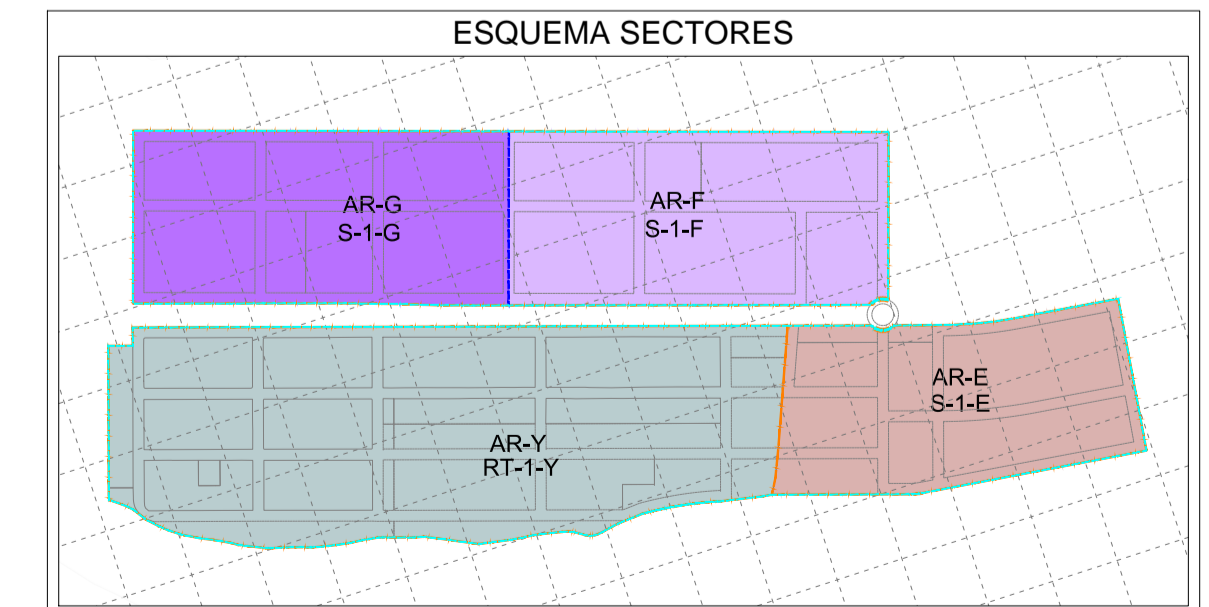 ESQUEMA SECTORES
AR-G
S-1-G
AR-F
S-1-F
AR-E
S-1-E
AR-Y
RT-1-Y